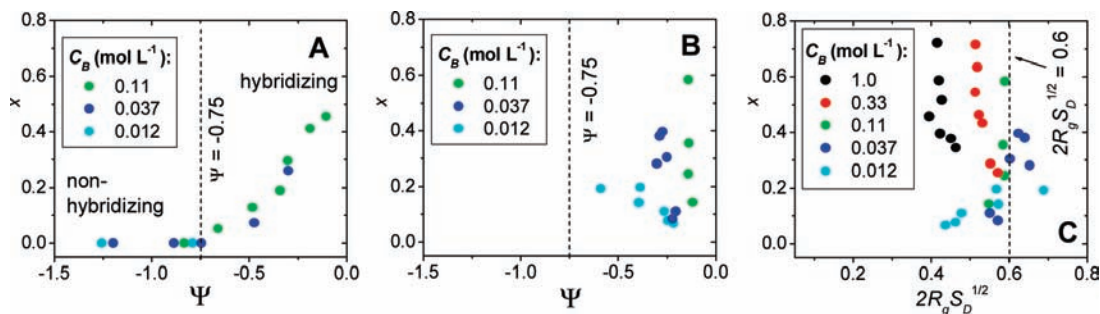 0.8
0.6
0.4
0.2
0.0
x
A
C_B (mol L^-1):
0.11
0.037
0.012
hybridizing
non-
hybridizing
Ψ = -0.75
-1.5
-1.0
-0.5
0.0
Ψ
0.8
0.6
0.4
0.2
0.0
x
B
C_B (mol L^-1):
0.11
0.037
0.012
Ψ = -0.75
-1.5
-1.0
-0.5
0.0
Ψ
0.8
0.6
0.4
0.2
0.0
x
C
C_B (mol L^-1):
1.0
0.33
0.11
0.037
0.012
2R_gS_D^1/2 = 0.6
0.2
0.4
0.6
0.8
2R_gS_D^1/2